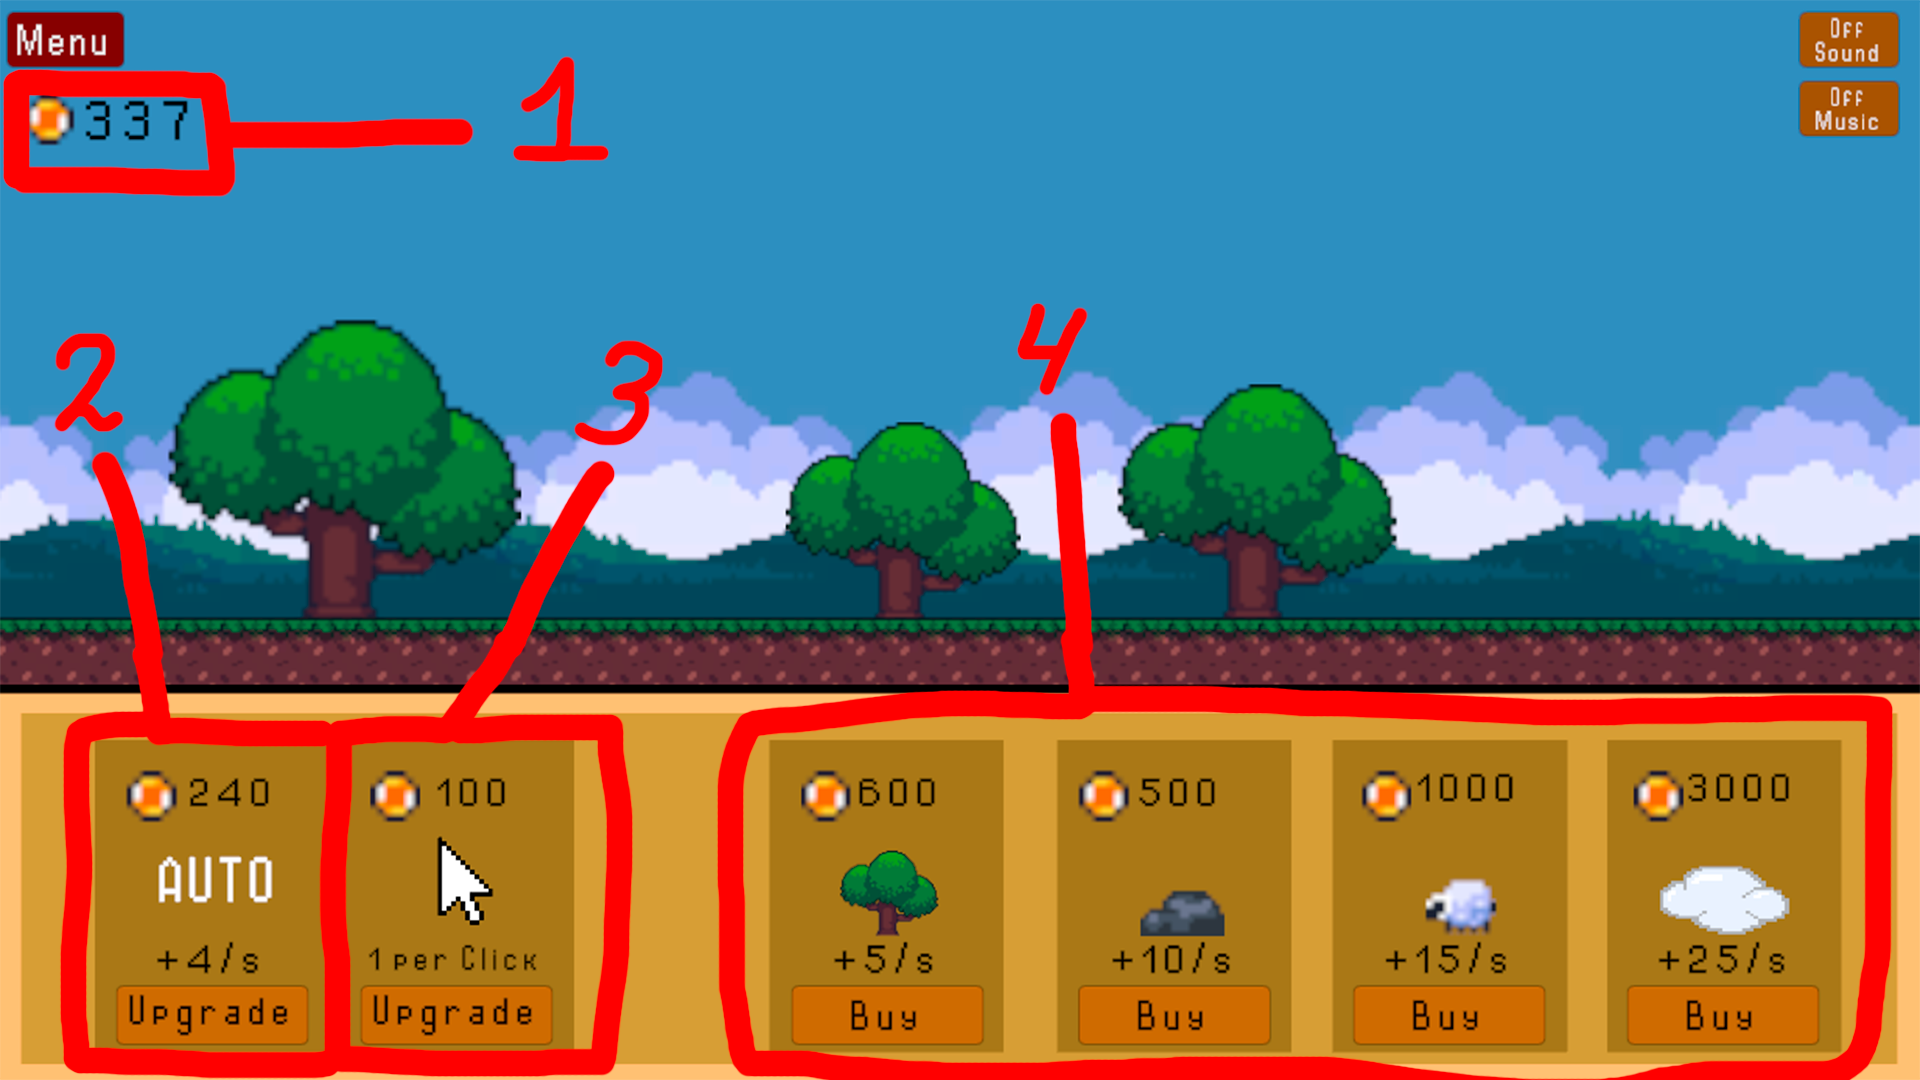 Menu
Off
Sound
337
1
Off
Music
2
3
4
240
AUTO
+4/s
Upgrade
100
1 per Click
Upgrade
600
+5/s
Buy
500
+10/s
Buy
1000
+15/s
Buy
3000
+25/s
Buy